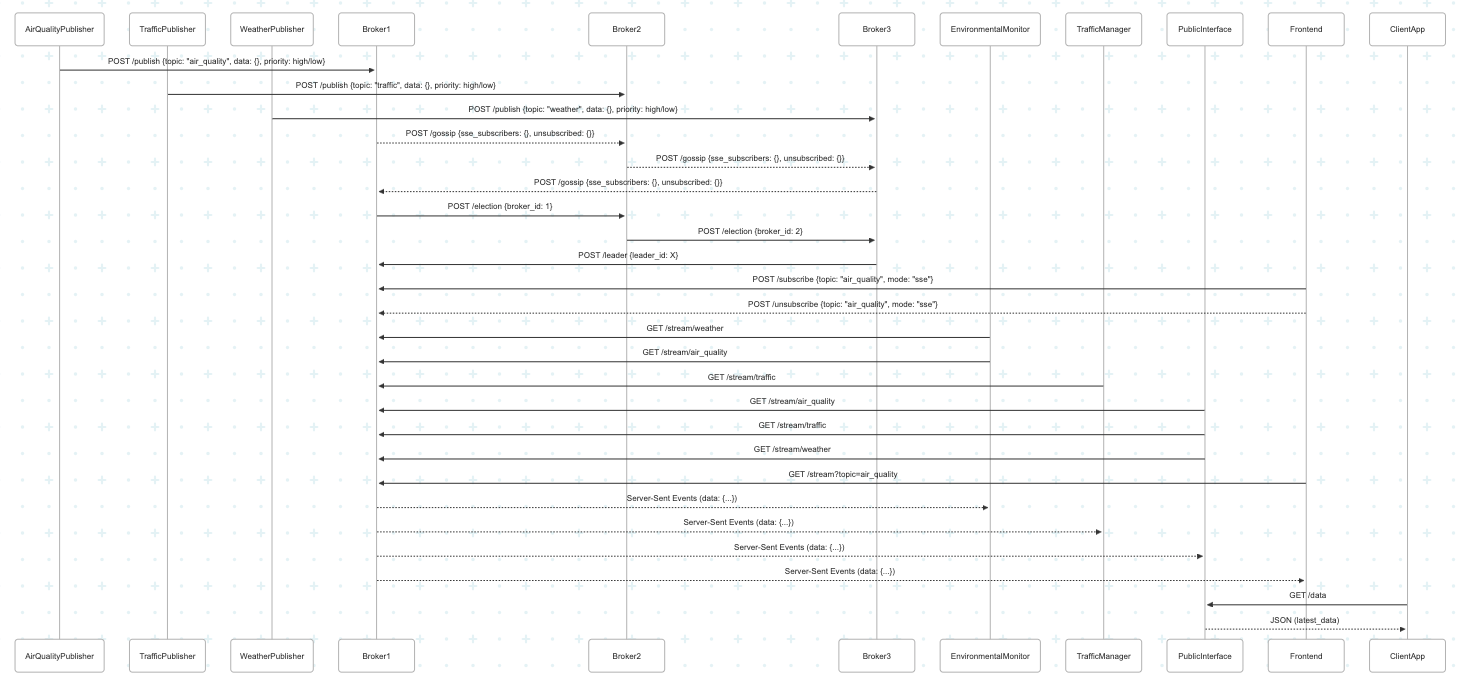 AirQualityPublisher TrafficPublisher WeatherPublisher Broker1 Broker2 Broker3 EnvironmentalMonitor TrafficManager PublicInterface Frontend ClientApp
POST /publish {topic: "air_quality", data: {}, priority: high/low}
POST /publish {topic: "traffic", data: {}, priority: high/low}
POST /publish {topic: "weather", data: {}, priority: high/low}
POST /gossip {sse_subscribers: {}, unsubscribed: {}}
POST /gossip {sse_subscribers: {}, unsubscribed: {}}
POST /gossip {sse_subscribers: {}, unsubscribed: {}}
POST /election {broker_id: 1}
POST /election {broker_id: 2}
POST /leader {leader_id: X}
POST /subscribe {topic: "air_quality", mode: "sse"}
POST /unsubscribe {topic: "air_quality", mode: "sse"}
GET /stream/weather
GET /stream/air_quality
GET /stream/traffic
GET /stream/air_quality
GET /stream/traffic
GET /stream/weather
GET /stream?topic=air_quality
Server-Sent Events (data: {...})
Server-Sent Events (data: {...})
Server-Sent Events (data: {...})
Server-Sent Events (data: {...})
GET /data
JSON (latest_data)
AirQualityPublisher TrafficPublisher WeatherPublisher Broker1 Broker2 Broker3 EnvironmentalMonitor TrafficManager PublicInterface Frontend ClientApp